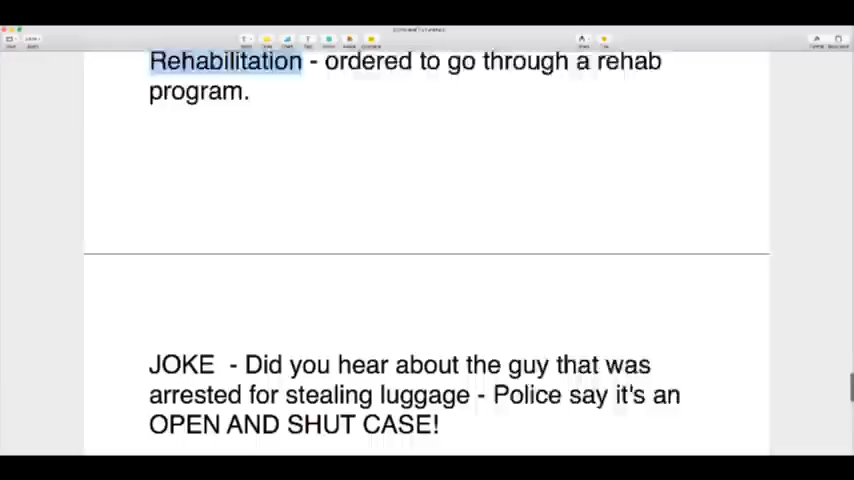 Rehabilitation - ordered to go through a rehab
program.
JOKE - Did you hear about the guy that was
arrested for stealing luggage - Police say it's an
OPEN AND SHUT CASE!